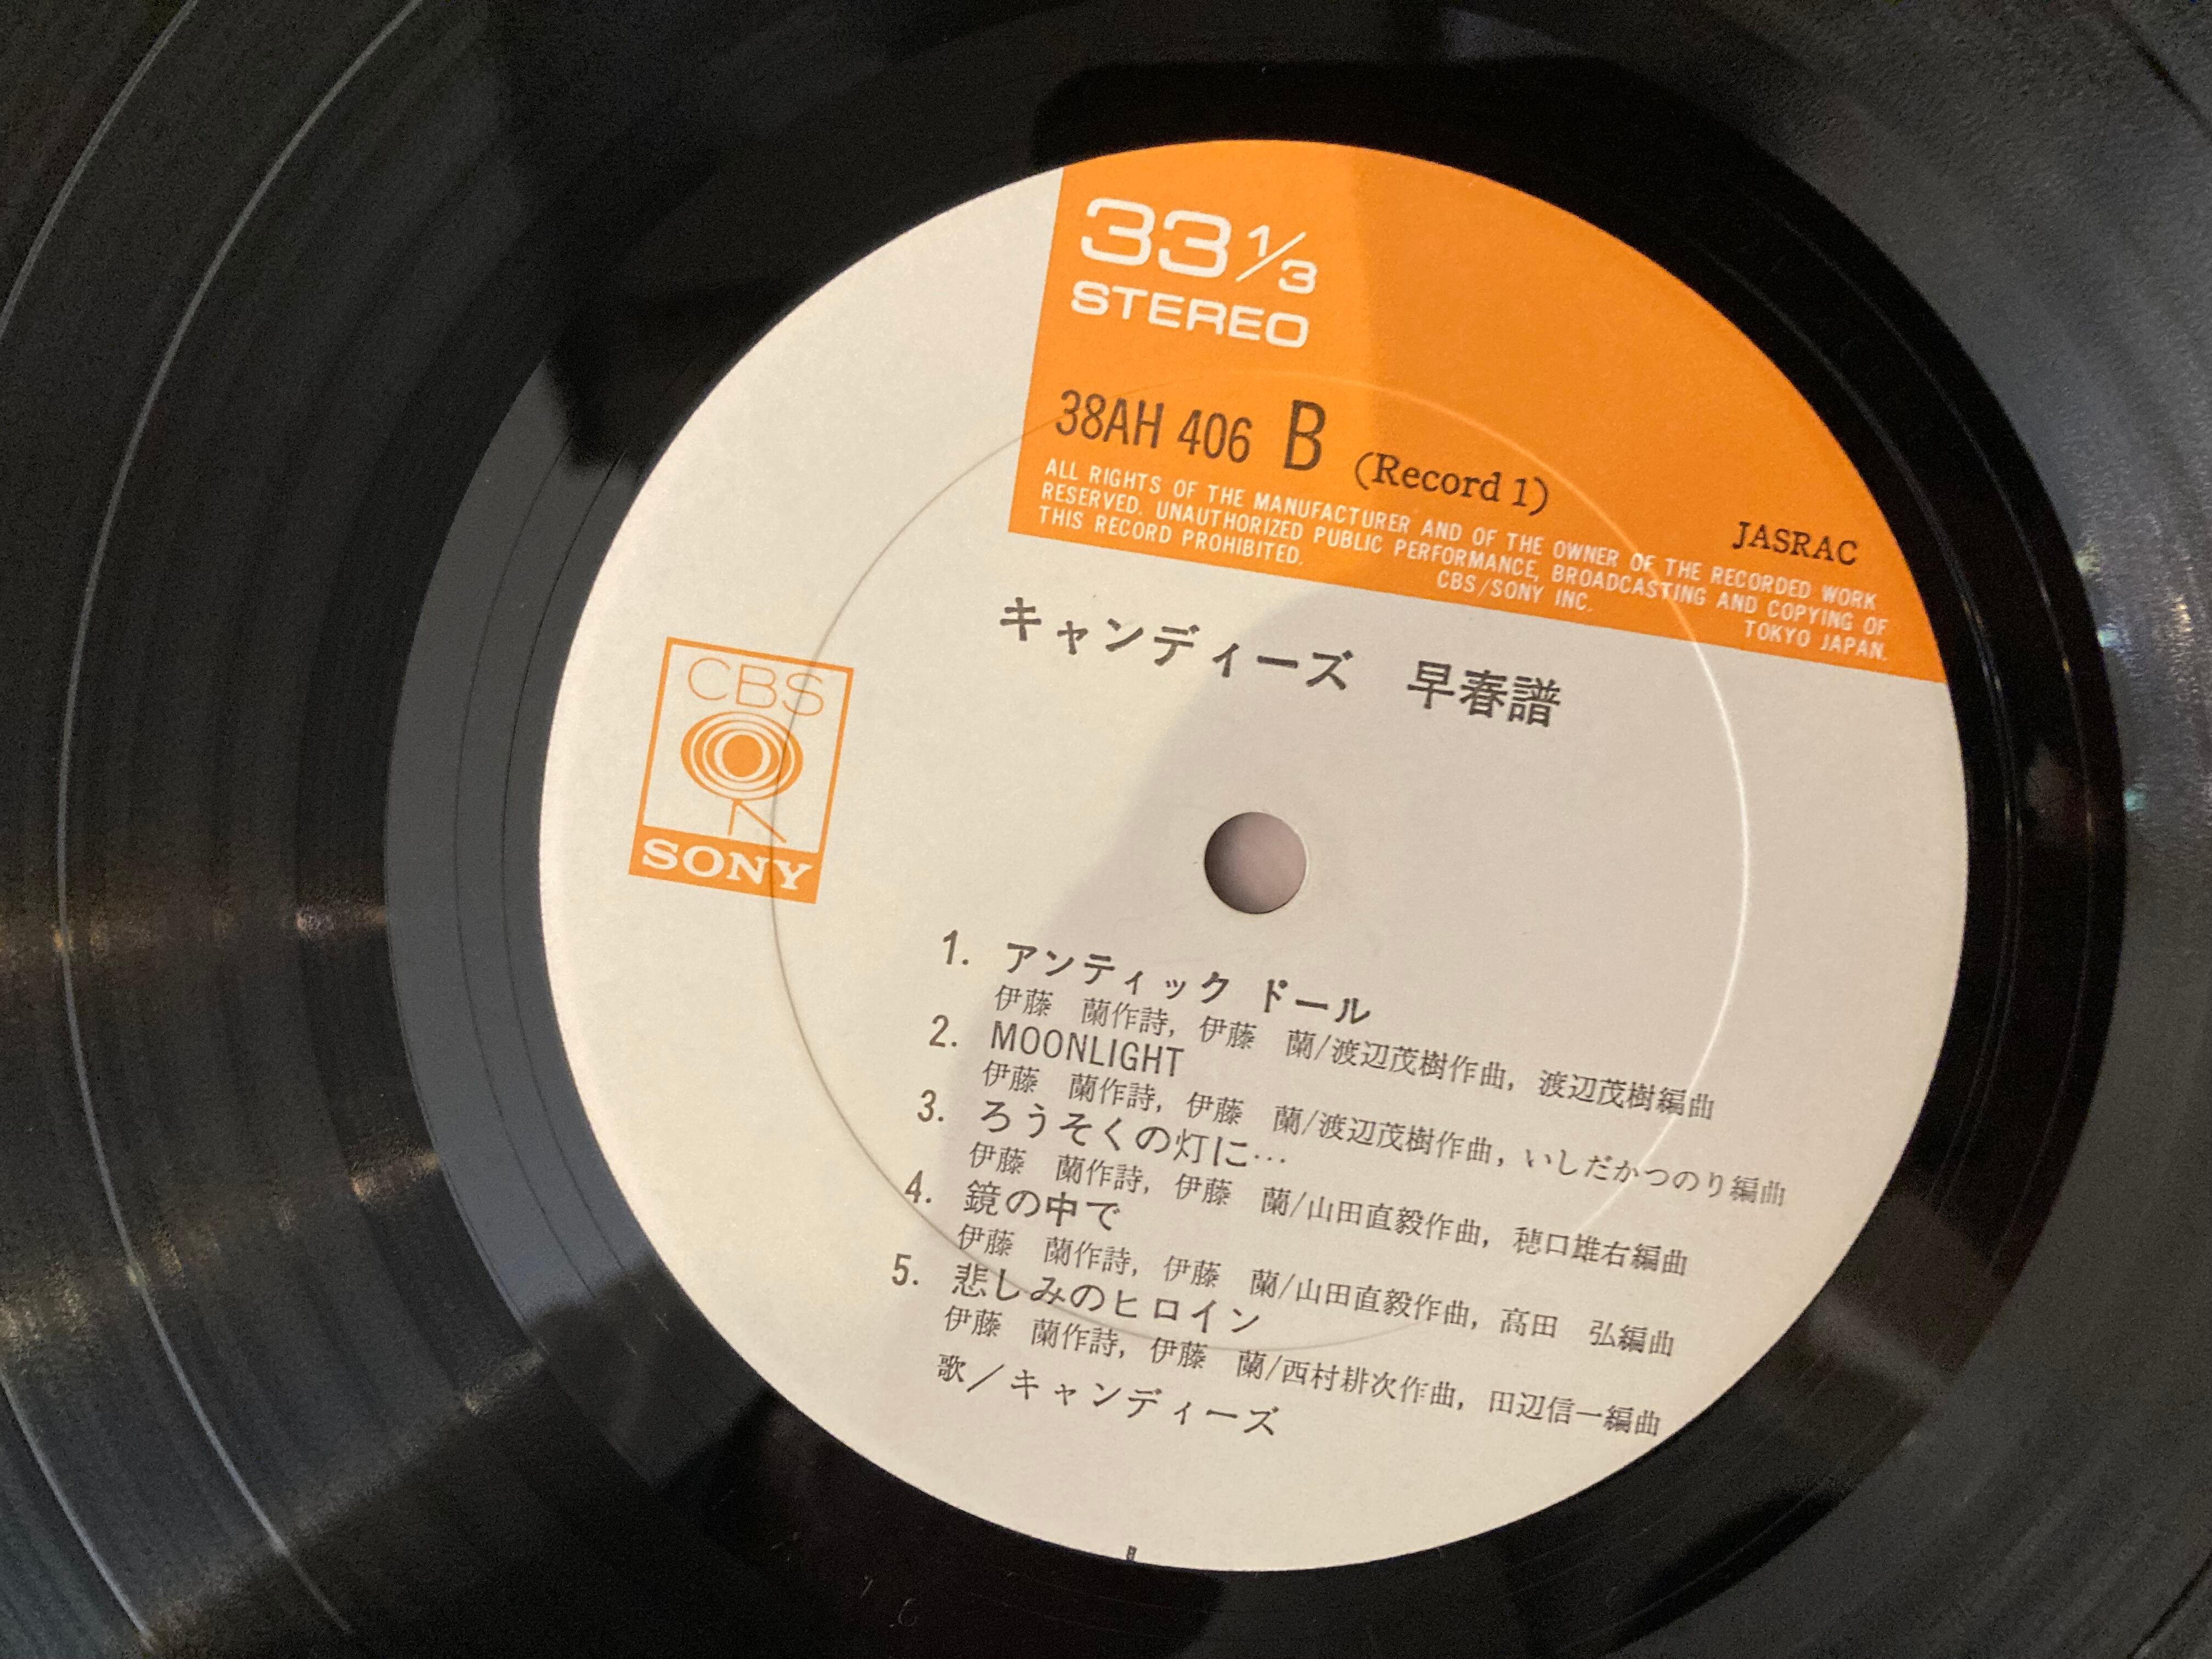 33 1/3
STEREO
38AH 406 B (Record 1)
JASRAC
ALL RIGHTS OF THE MANUFACTURER AND OF THE OWNER OF THE RECORDED WORK
RESERVED. UNAUTHORIZED PUBLIC PERFORMANCE, BROADCASTING AND COPYING OF
THIS RECORD PROHIBITED. CBS/SONY INC. TOKYO JAPAN.
キャンディーズ 早春譜
CBS
SONY
1. アンティック ドール
伊藤 蘭作詩, 伊藤 蘭/渡辺茂樹作曲, 渡辺茂樹編曲
2. MOONLIGHT
伊藤 蘭作詩, 伊藤 蘭/渡辺茂樹作曲, いしだかつのり編曲
3. ろうそくの灯に…
伊藤 蘭作詩, 伊藤 蘭/山田直毅作曲, 穂口雄右編曲
4. 鏡の中で
伊藤 蘭作詩, 伊藤 蘭/山田直毅作曲, 高田 弘編曲
5. 悲しみのヒロイン
伊藤 蘭作詩, 伊藤 蘭/西村耕次作曲, 田辺信一編曲
歌/キャンディーズ